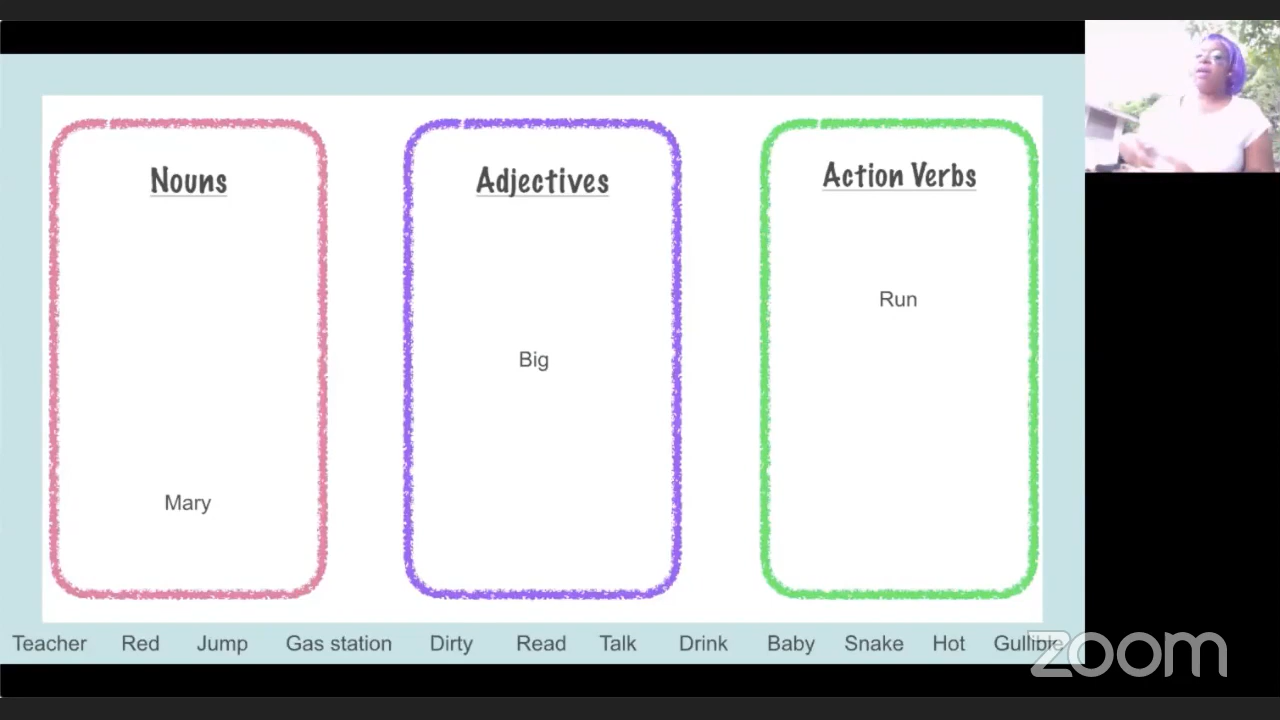 Nouns
Adjectives
Action Verbs
Run
Big
Mary
Teacher Red Jump Gas station Dirty Read Talk Drink Baby Snake Hot Gullible
zoom